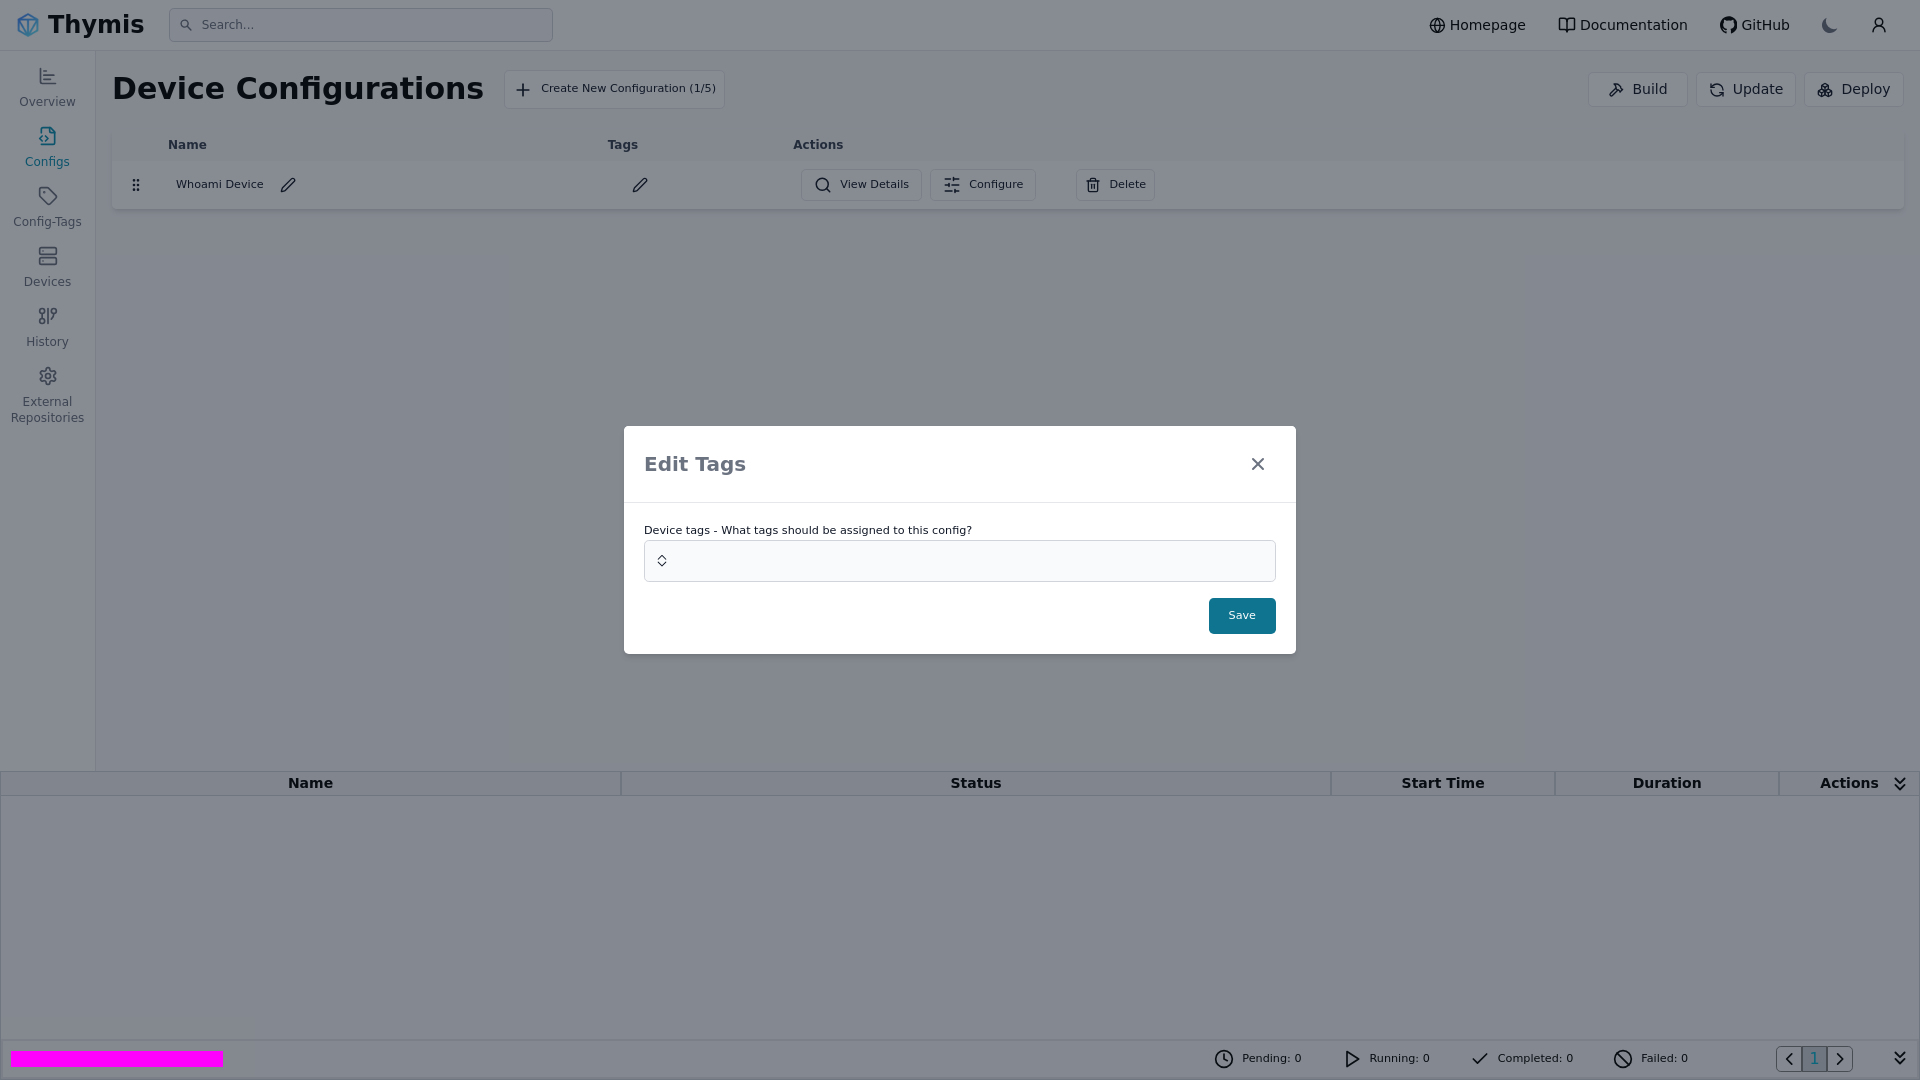 Thymis
Search...
Homepage
Documentation
GitHub
Overview
Configs
Config-Tags
Devices
History
External
Repositories
Device Configurations
Create New Configuration (1/5)
Build
Update
Deploy
Name Tags Actions
Whoami Device
View Details
Configure
Delete
Edit Tags
Device tags - What tags should be assigned to this config?
Save
Name Status Start Time Duration Actions
Pending: 0
Running: 0
Completed: 0
Failed: 0
1